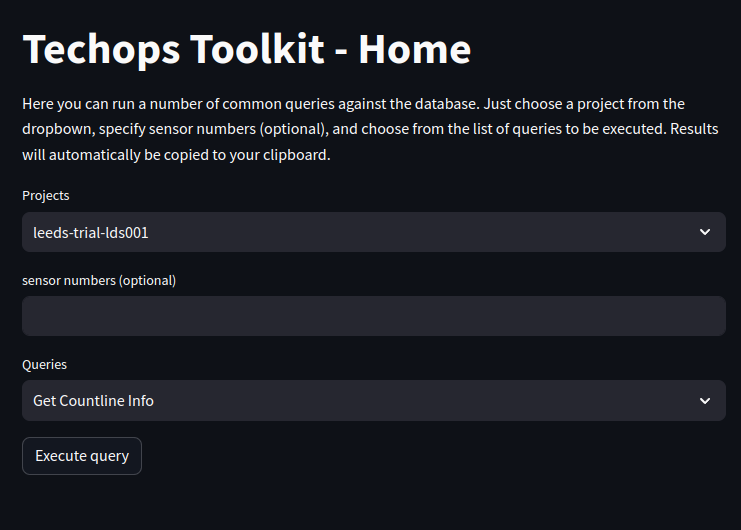 Techops Toolkit - Home
Here you can run a number of common queries against the database. Just choose a project from the
dropbown, specify sensor numbers (optional), and choose from the list of queries to be executed. Results
will automatically be copied to your clipboard.
Projects
leeds-trial-lds001
sensor numbers (optional)
Queries
Get Countline Info
Execute query